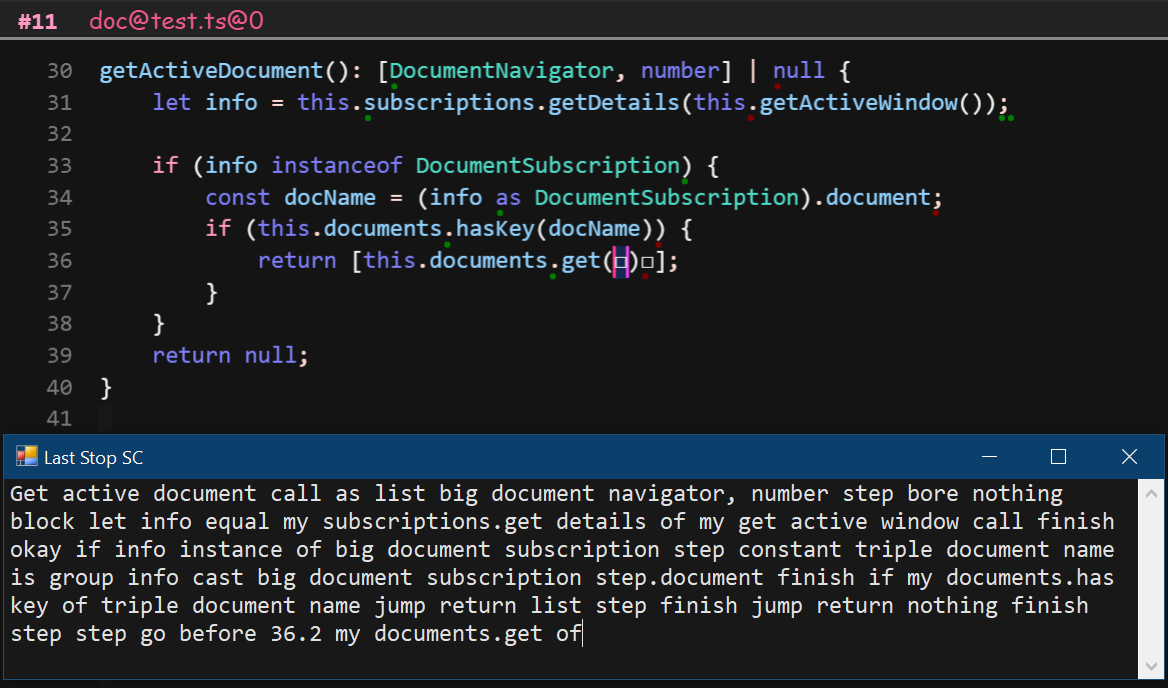 #11 doc@test.ts@0
30 getActiveDocument(): [DocumentNavigator, number] | null {
31 let info = this.subscriptions.getDetails(this.getActiveWindow());
32
33 if (info instanceof DocumentSubscription) {
34 const docName = (info as DocumentSubscription).document;
35 if (this.documents.hasKey(docName)) {
36 return [this.documents.get(□)□];
37 }
38 }
39 return null;
40 }
41
Last Stop SC
Get active document call as list big document navigator, number step bore nothing
block let info equal my subscriptions.get details of my get active window call finish
okay if info instance of big document subscription step constant triple document name
is group info cast big document subscription step.document finish if my documents.has
key of triple document name jump return list step finish jump return nothing finish
step step go before 36.2 my documents.get of